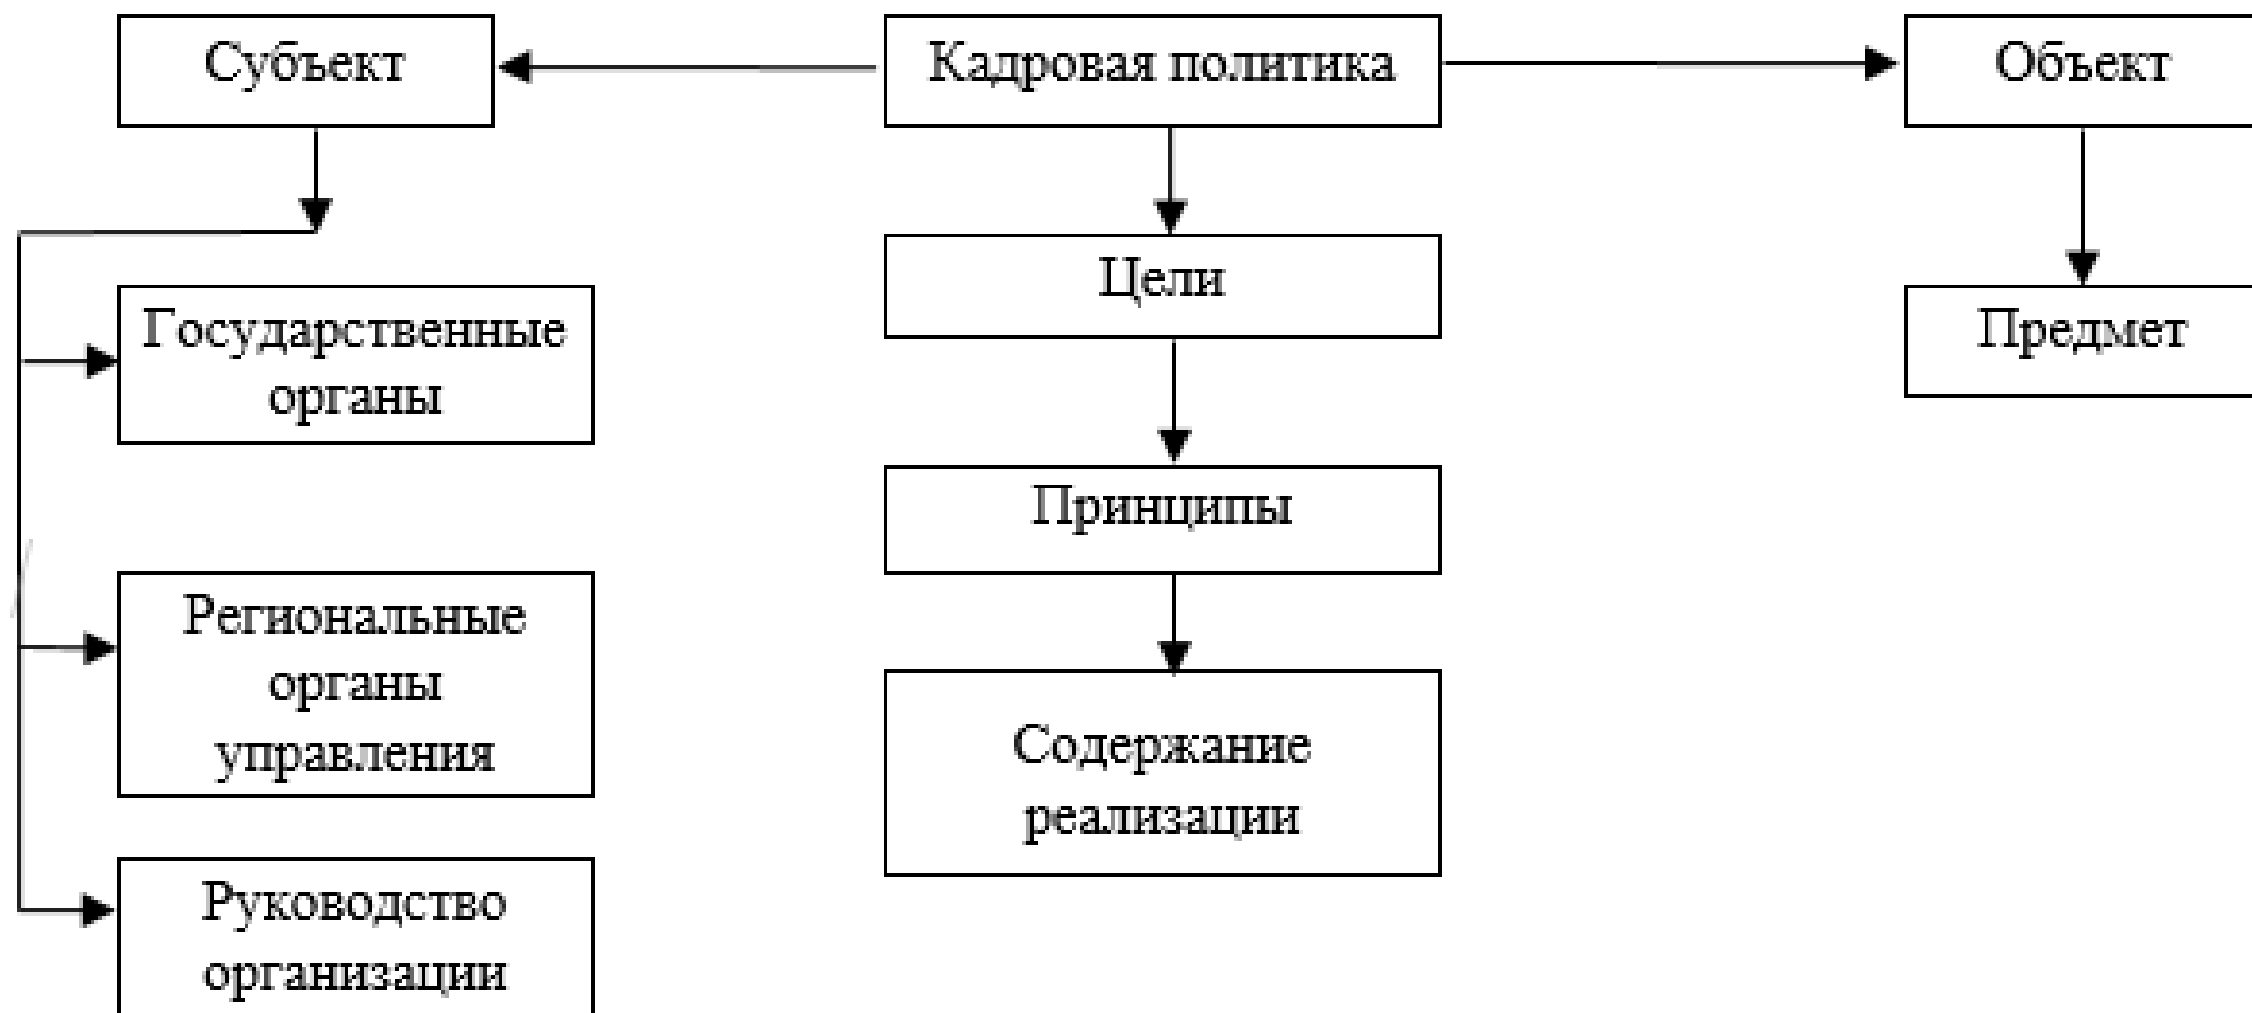 Субъект
Кадровая политика
Объект
Цели
Государственные
органы
Предмет
Принципы
Региональные
органы
управления
Содержание
реализации
Руководство
организации